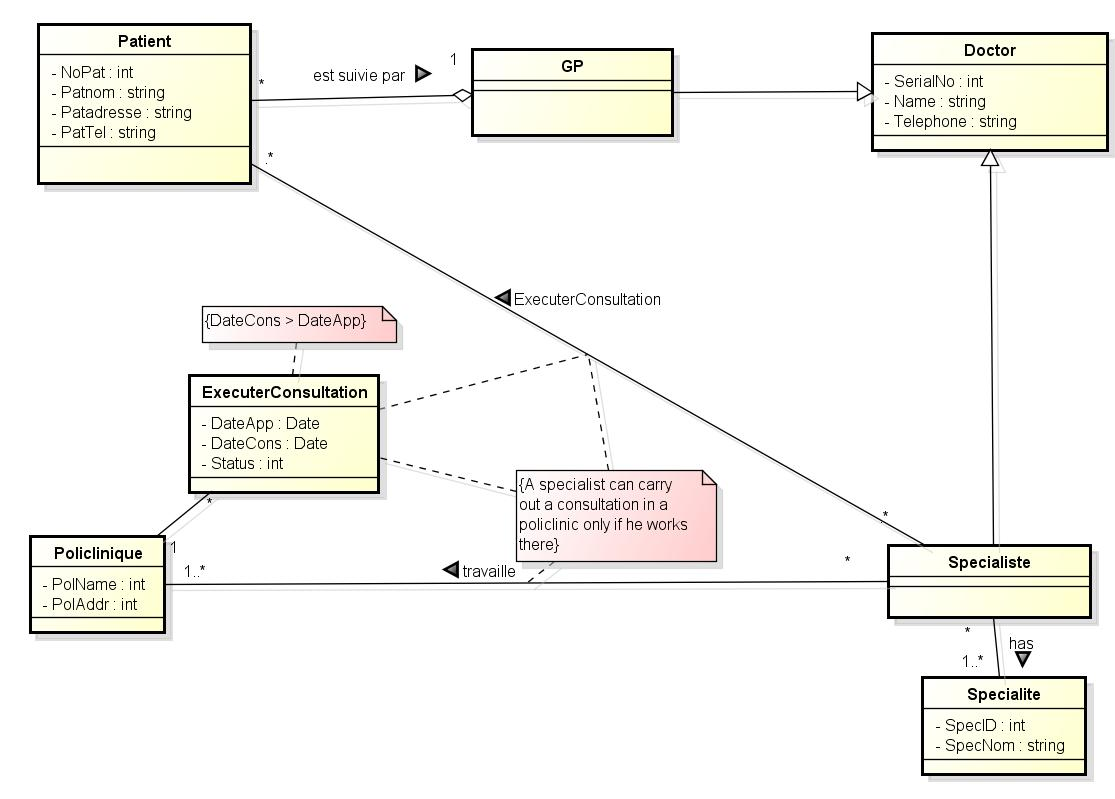 Patient
- NoPat : int
- Patnom : string
- Patadresse : string
- PatTel : string
*
est suivie par
1
GP
Doctor
- SerialNo : int
- Name : string
- Telephone : string
.*
ExecuterConsultation
{DateCons > DateApp}
ExecuterConsultation
- DateApp : Date
- DateCons : Date
- Status : int
*
1
{A specialist can carry
out a consultation in a
policlinic only if he works
there}
.*
Policlinique
- PolName : int
- PolAddr : int
1..*
travaille
*
Specialiste
*
has
1..*
Specialite
- SpecID : int
- SpecNom : string